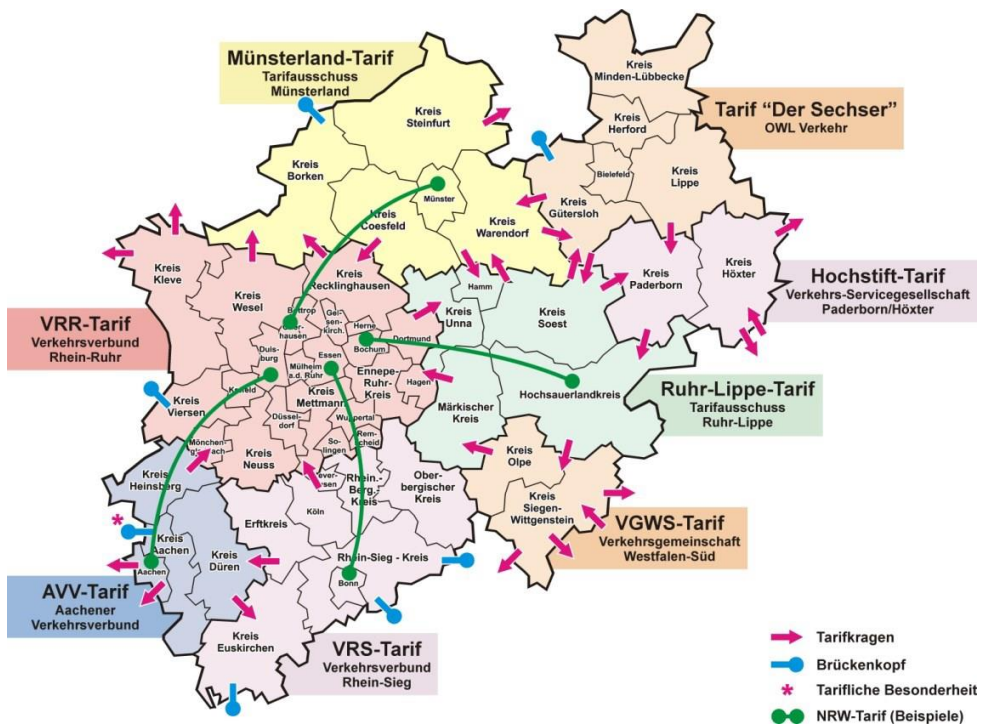 Münsterland-Tarif
Tarifausschuss
Münsterland
Kreis
Steinfurt
Kreis
Borken
Kreis
Coesfeld
Münster
Kreis
Warendorf
Kreis
Minden-Lübbecke
Kreis
Herford
Bielefeld
Kreis
Lippe
Kreis
Gütersloh
Tarif “Der Sechser”
OWL Verkehr
Kreis
Paderborn
Kreis
Höxter
Hochstift-Tarif
Verkehrs-Servicegesellschaft
Paderborn/Höxter
Kreis
Kleve
Kreis
Wesel
Kreis
Recklinghausen
Bottrop
Gel-
sen-
kirch.
Ober-
hausen
Herne
Bochum
Dortmund
Duis-
burg
Essen
Mülheim
a.d. Ruhr
Ennepe-
Ruhr-
Kreis
Hagen
Krefeld
Kreis
Viersen
Kreis
Mettmann
Düssel-
dorf
Wuppertal
Rem-
scheid
So-
lingen
Mönchen-
gladbach
Kreis
Neuss
VRR-Tarif
Verkehrsverbund
Rhein-Ruhr
Hamm
Kreis
Unna
Kreis
Soest
Märkischer
Kreis
Hochsauerlandkreis
Ruhr-Lippe-Tarif
Tarifausschuss
Ruhr-Lippe
Kreis
Olpe
Kreis
Siegen-
Wittgenstein
VGWS-Tarif
Verkehrsgemeinschaft
Westfalen-Süd
Kreis
Heinsberg
Kreis
Aachen
Aachen
Kreis
Düren
*
AVV-Tarif
Aachener
Verkehrsverbund
Lever-
kusen
Rhein.-
Berg.-
Kreis
Ober-
bergischer
Kreis
Erftkreis
Köln
Rhein-Sieg - Kreis
Bonn
Kreis
Euskirchen
VRS-Tarif
Verkehrsverbund
Rhein-Sieg
Tarifkragen
Brückenkopf
* Tarifliche Besonderheit
NRW-Tarif (Beispiele)